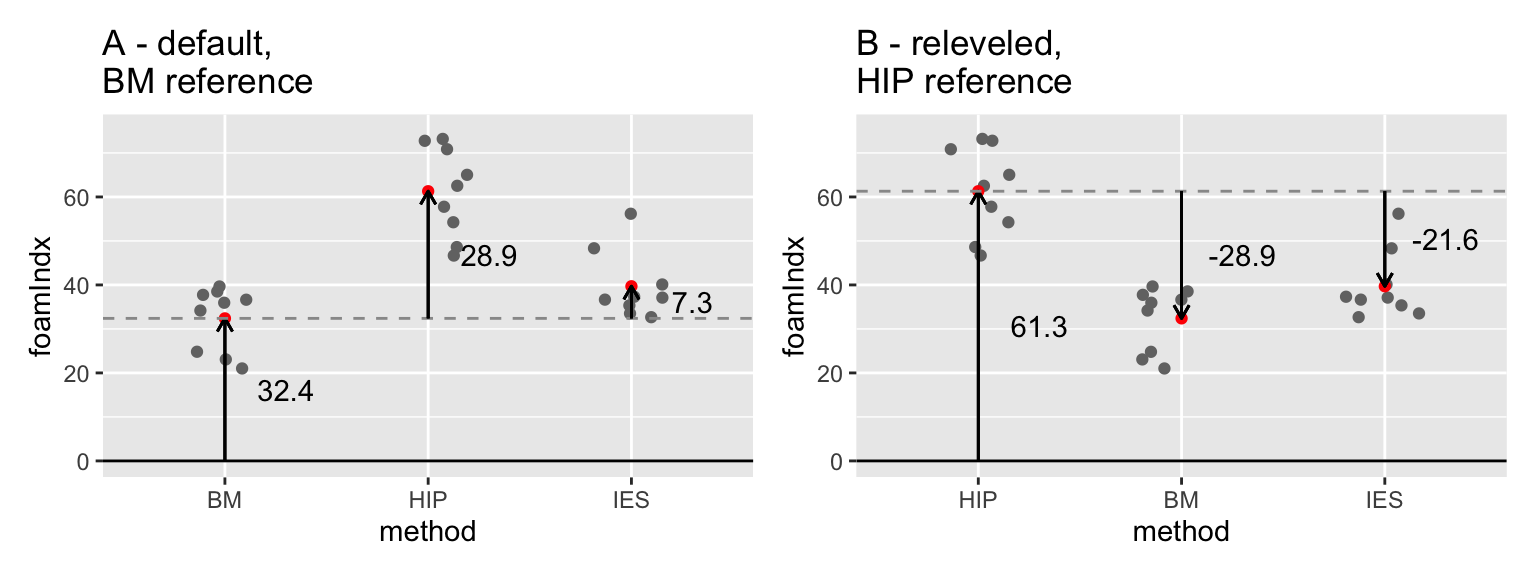 A - default,
BM reference
foamIndx
60
40
20
0
28.9
7.3
32.4
BM
HIP
IES
method
B - releveled,
HIP reference
foamIndx
60
40
20
0
-21.6
-28.9
61.3
HIP
BM
IES
method